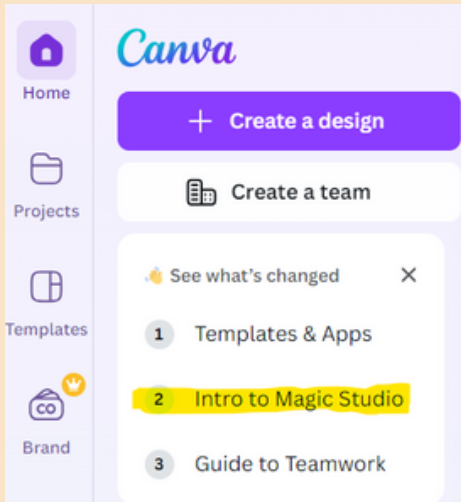 Canva
Home
+ Create a design
Create a team
Projects
👋 See what's changed ×
1 Templates & Apps
Templates
2 Intro to Magic Studio
CO
Brand
3 Guide to Teamwork